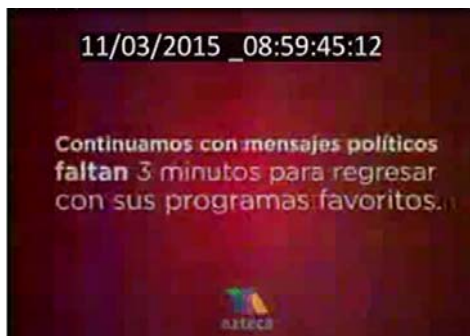 11/03/2015 _08:59:45:12
Continuamos con mensajes políticos
faltan 3 minutos para regresar
con sus programas favoritos.
azteca